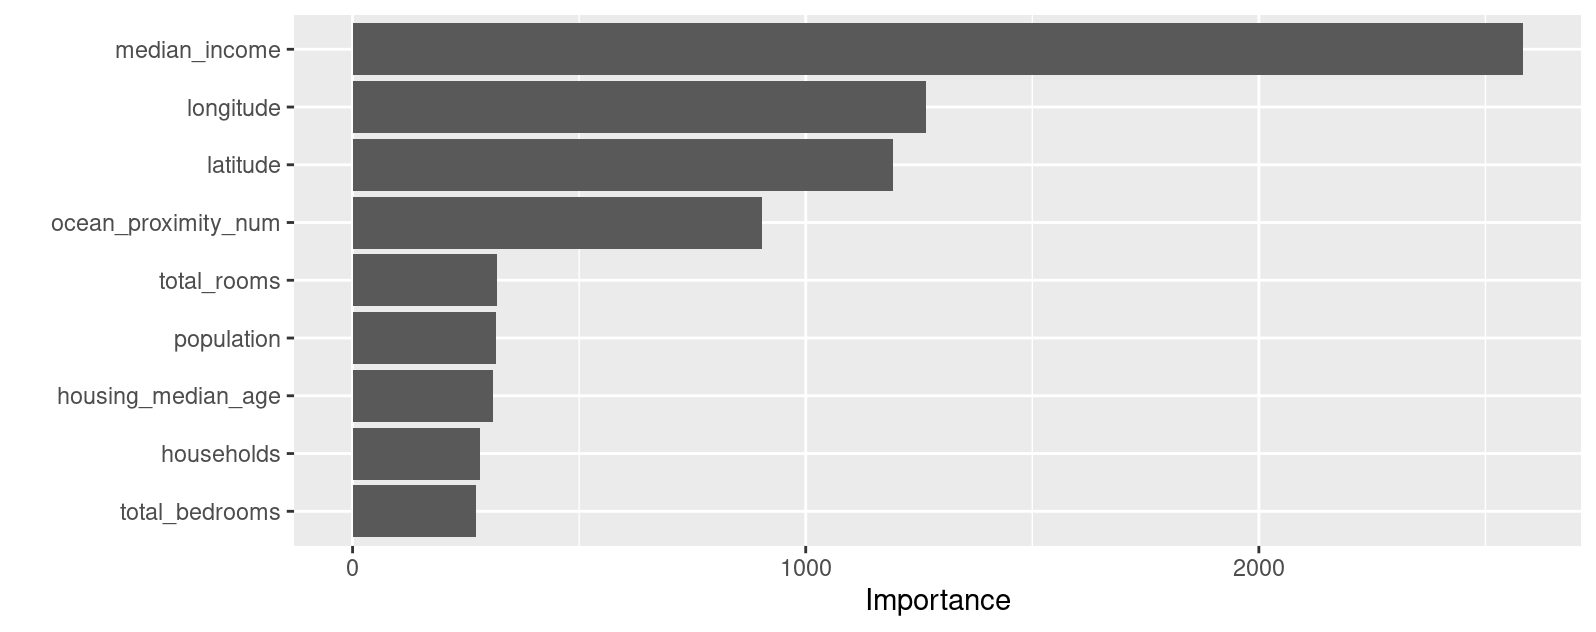 median_income
longitude
latitude
ocean_proximity_num
total_rooms
population
housing_median_age
households
total_bedrooms
0 1000 2000
Importance